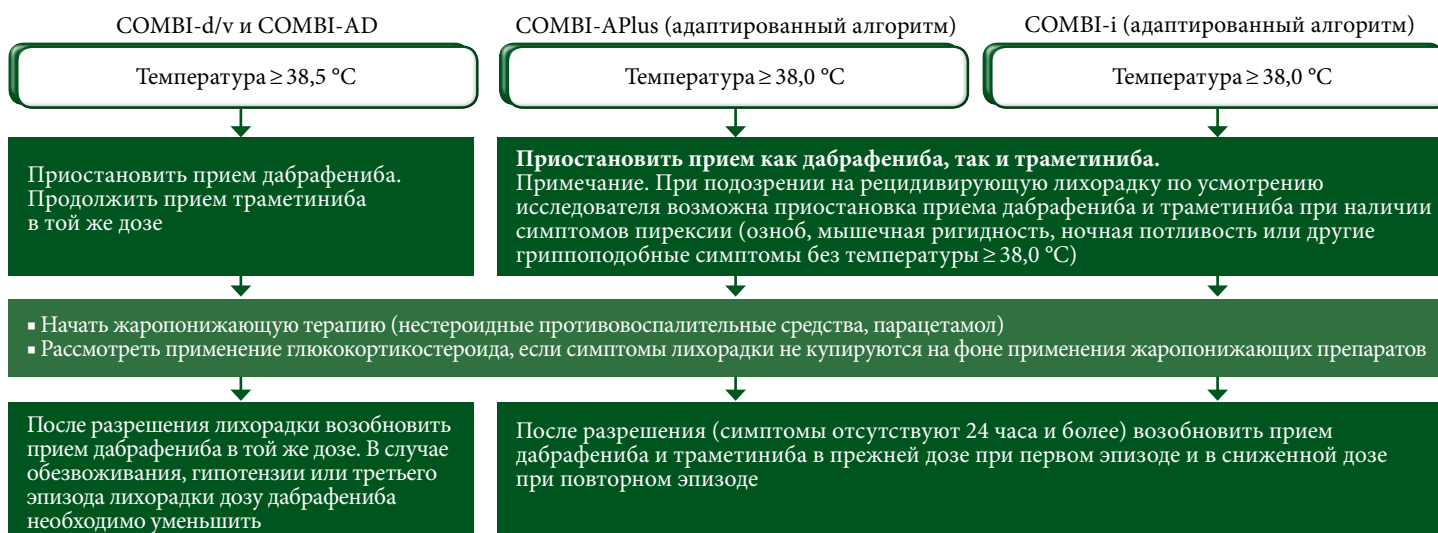 COMBI-d/v и COMBI-AD
COMBI-APlus (адаптированный алгоритм)
COMBI-i (адаптированный алгоритм)
Температура ≥ 38,5 °C
Температура ≥ 38,0 °C
Температура ≥ 38,0 °C
Приостановить прием дабрафениба.
Продолжить прием траметиниба
в той же дозе
Приостановить прием как дабрафениба, так и траметиниба.
Примечание. При подозрении на рецидивирующую лихорадку по усмотрению
исследователя возможна приостановка приема дабрафениба и траметиниба при наличии
симптомов пирексии (озноб, мышечная ригидность, ночная потливость или другие
гриппоподобные симптомы без температуры ≥ 38,0 °C)
▪ Начать жаропонижающую терапию (нестероидные противовоспалительные средства, парацетамол)
▪ Рассмотреть применение глюкокортикостероида, если симптомы лихорадки не купируются на фоне применения жаропонижающих препаратов
После разрешения лихорадки возобновить
прием дабрафениба в той же дозе. В случае
обезвоживания, гипотензии или третьего
эпизода лихорадки дозу дабрафениба
необходимо уменьшить
После разрешения (симптомы отсутствуют 24 часа и более) возобновить прием
дабрафениба и траметиниба в прежней дозе при первом эпизоде и в сниженной дозе
при повторном эпизоде